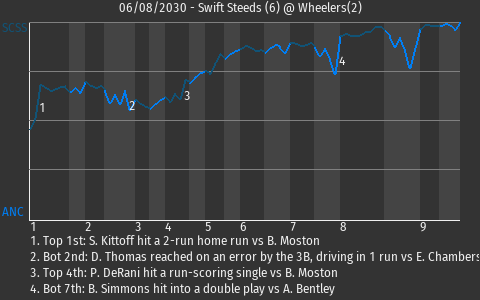 06/08/2030 - Swift Steeds (6) @ Wheelers(2)
SCSS
1
2
3
4
ANC
1 2 3 4 5 6 7 8 9
1. Top 1st: S. Kittoff hit a 2-run home run vs B. Moston
2. Bot 2nd: D. Thomas reached on an error by the 3B, driving in 1 run vs E. Chambers
3. Top 4th: P. DeRani hit a run-scoring single vs B. Moston
4. Bot 7th: B. Simmons hit into a double play vs A. Bentley